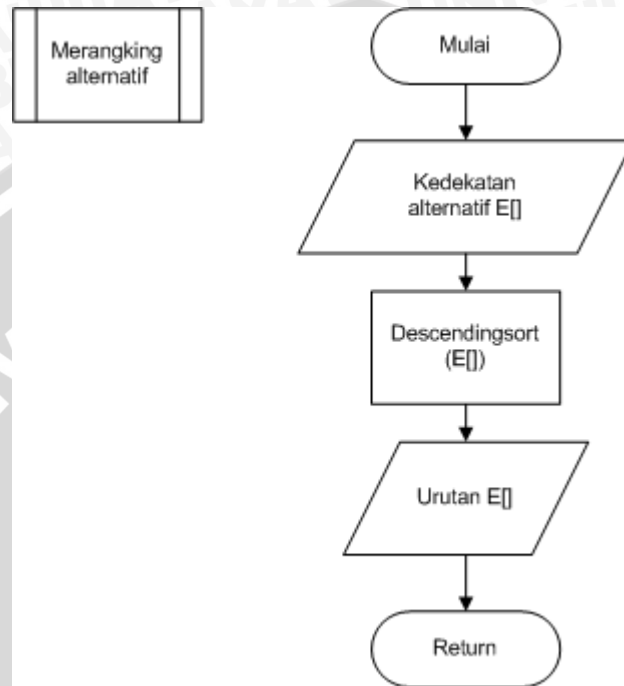 Merangking
alternatif
Mulai
Kedekatan
alternatif E[]
Descendingsort
(E[])
Urutan E[]
Return